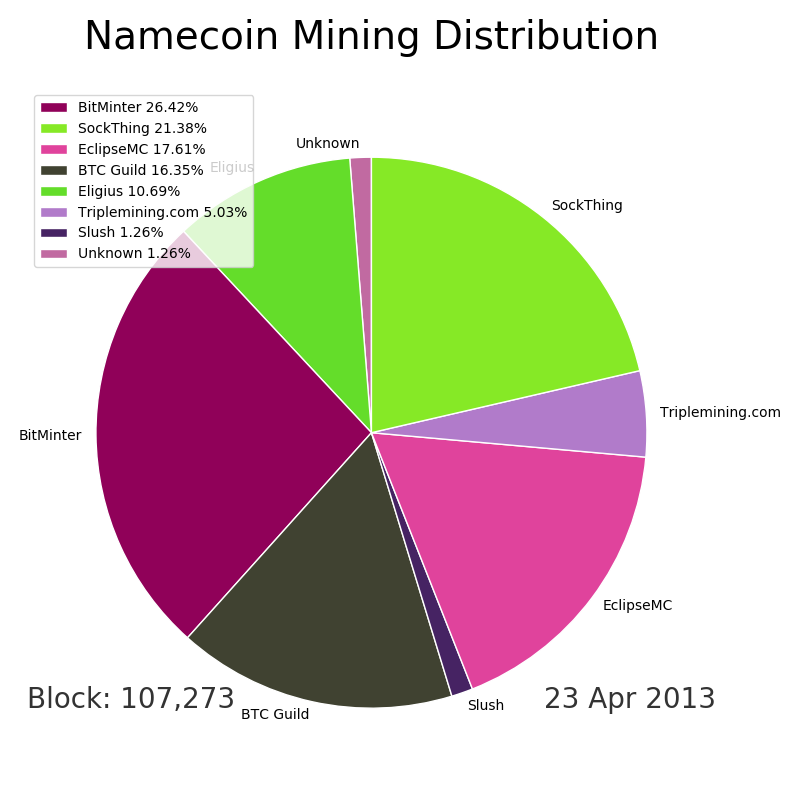 Namecoin Mining Distribution
BitMinter 26.42%
SockThing 21.38%
EclipseMC 17.61%
BTC Guild 16.35%
Eligius 10.69%
Triplemining.com 5.03%
Slush 1.26%
Unknown 1.26%
Unknown
Eligius
SockThing
Triplemining.com
BitMinter
EclipseMC
Slush
BTC Guild
Block: 107,273
23 Apr 2013